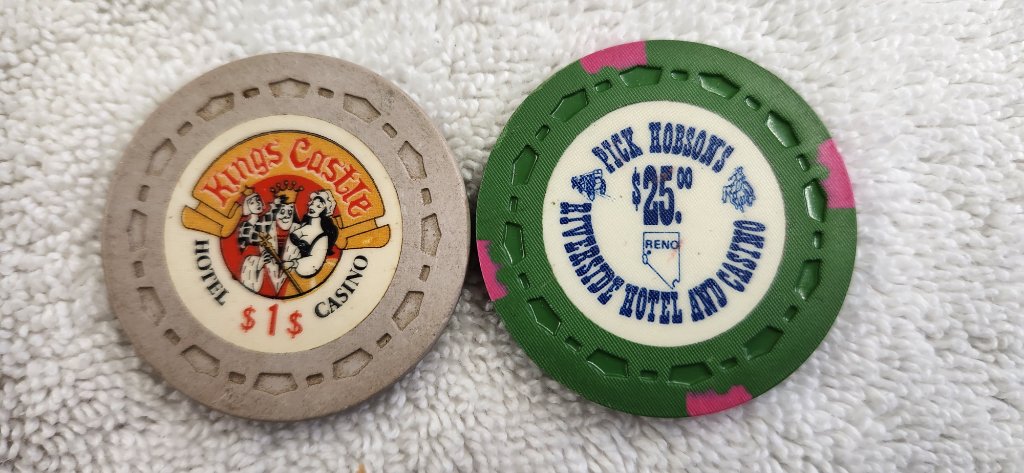 Kings Castle
HOTEL CASINO
$1$
PICK HOBSON'S
$25.00
RENO
RIVERSIDE HOTEL AND CASINO